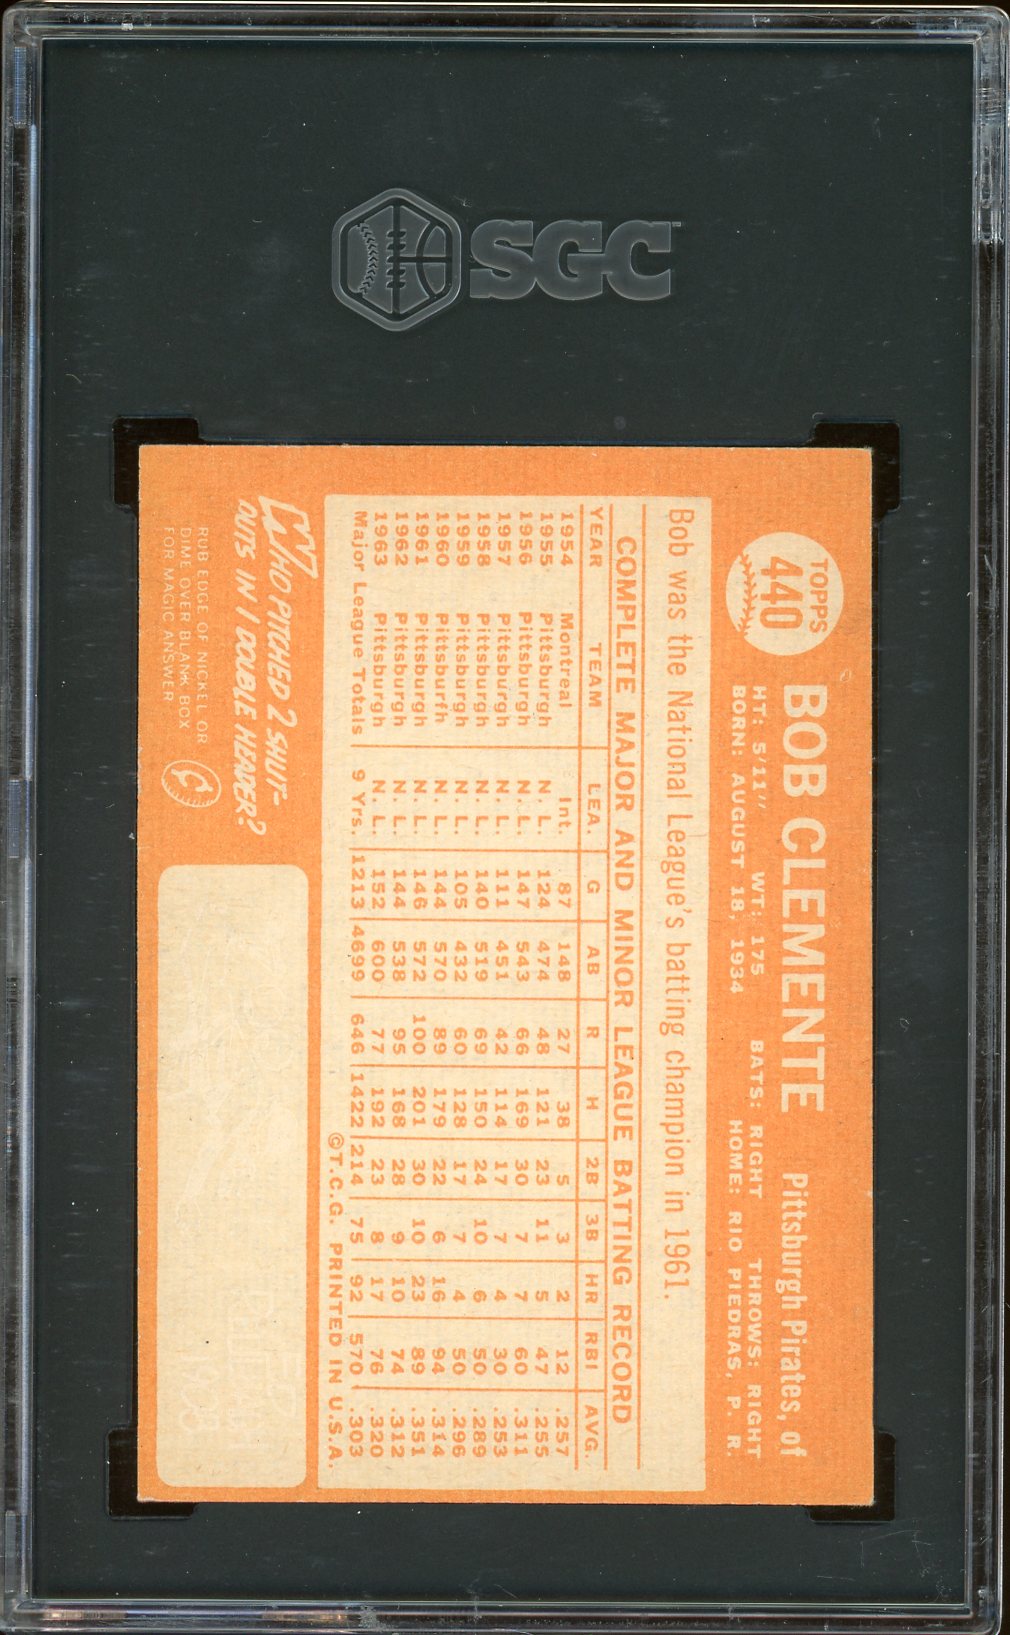 SGC
TOPPS
440
BOB CLEMENTE Pittsburgh Pirates, of
HT: 5'11" WT: 175 BATS: RIGHT THROWS: RIGHT
BORN: AUGUST 18, 1934 HOME: RIO PIEDRAS, P. R.
Bob was the National League's batting champion in 1961.
COMPLETE MAJOR AND MINOR LEAGUE BATTING RECORD
YEAR TEAM LEA. G AB R H 2B 3B HR RBI AVG.
1954 Montreal Int. 87 148 27 38 5 3 2 12 .257
1955 Pittsburgh N. L. 124 474 48 121 23 11 5 47 .255
1956 Pittsburgh N. L. 147 543 66 169 30 7 7 60 .311
1957 Pittsburgh N. L. 111 451 42 114 17 7 4 30 .253
1958 Pittsburgh N. L. 140 519 69 150 24 10 6 50 .289
1959 Pittsburgh N. L. 105 432 60 128 17 7 4 50 .296
1960 Pittsburfh N. L. 144 570 89 179 22 6 16 94 .314
1961 Pittsburgh N. L. 146 572 100 201 30 10 23 89 .351
1962 Pittsburgh N. L. 144 538 95 168 28 9 10 74 .312
1963 Pittsburgh N. L. 152 600 77 192 23 8 17 76 .320
Major League Totals 9 Yrs. 1213 4699 646 1422 214 75 92 570 .303
©T.C.G. PRINTED IN U.S.A.
WHO PITCHED 2 SHUT-
OUTS IN 1 DOUBLE HEADER?
RUB EDGE OF NICKEL OR
DIME OVER BLANK BOX
FOR MAGIC ANSWER